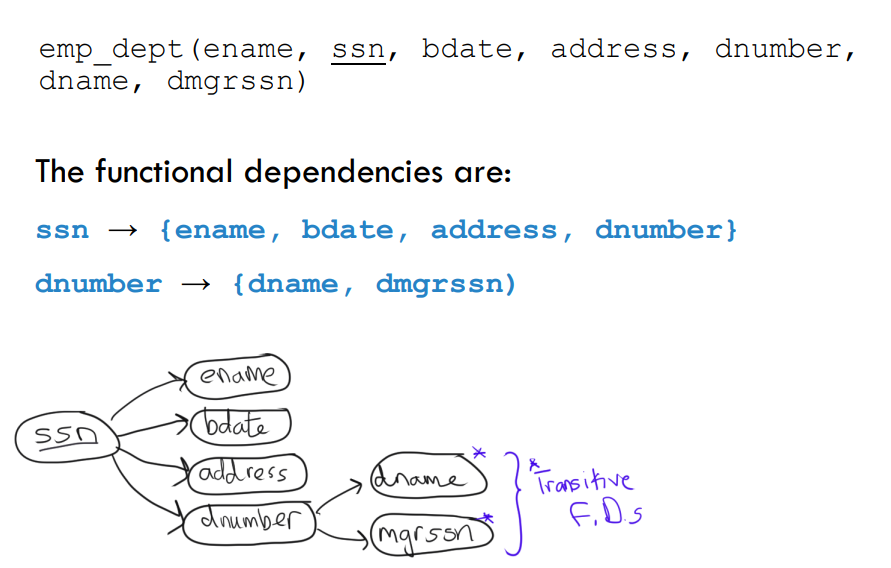 emp_dept(ename, ssn, bdate, address, dnumber,
dname, dmgrssn)
The functional dependencies are:
ssn → {ename, bdate, address, dnumber}
dnumber → {dname, dmgrssn)
ename
ssn
bdate
address
dname *
* Transitive
F.D.s
dnumber
mgrssn *